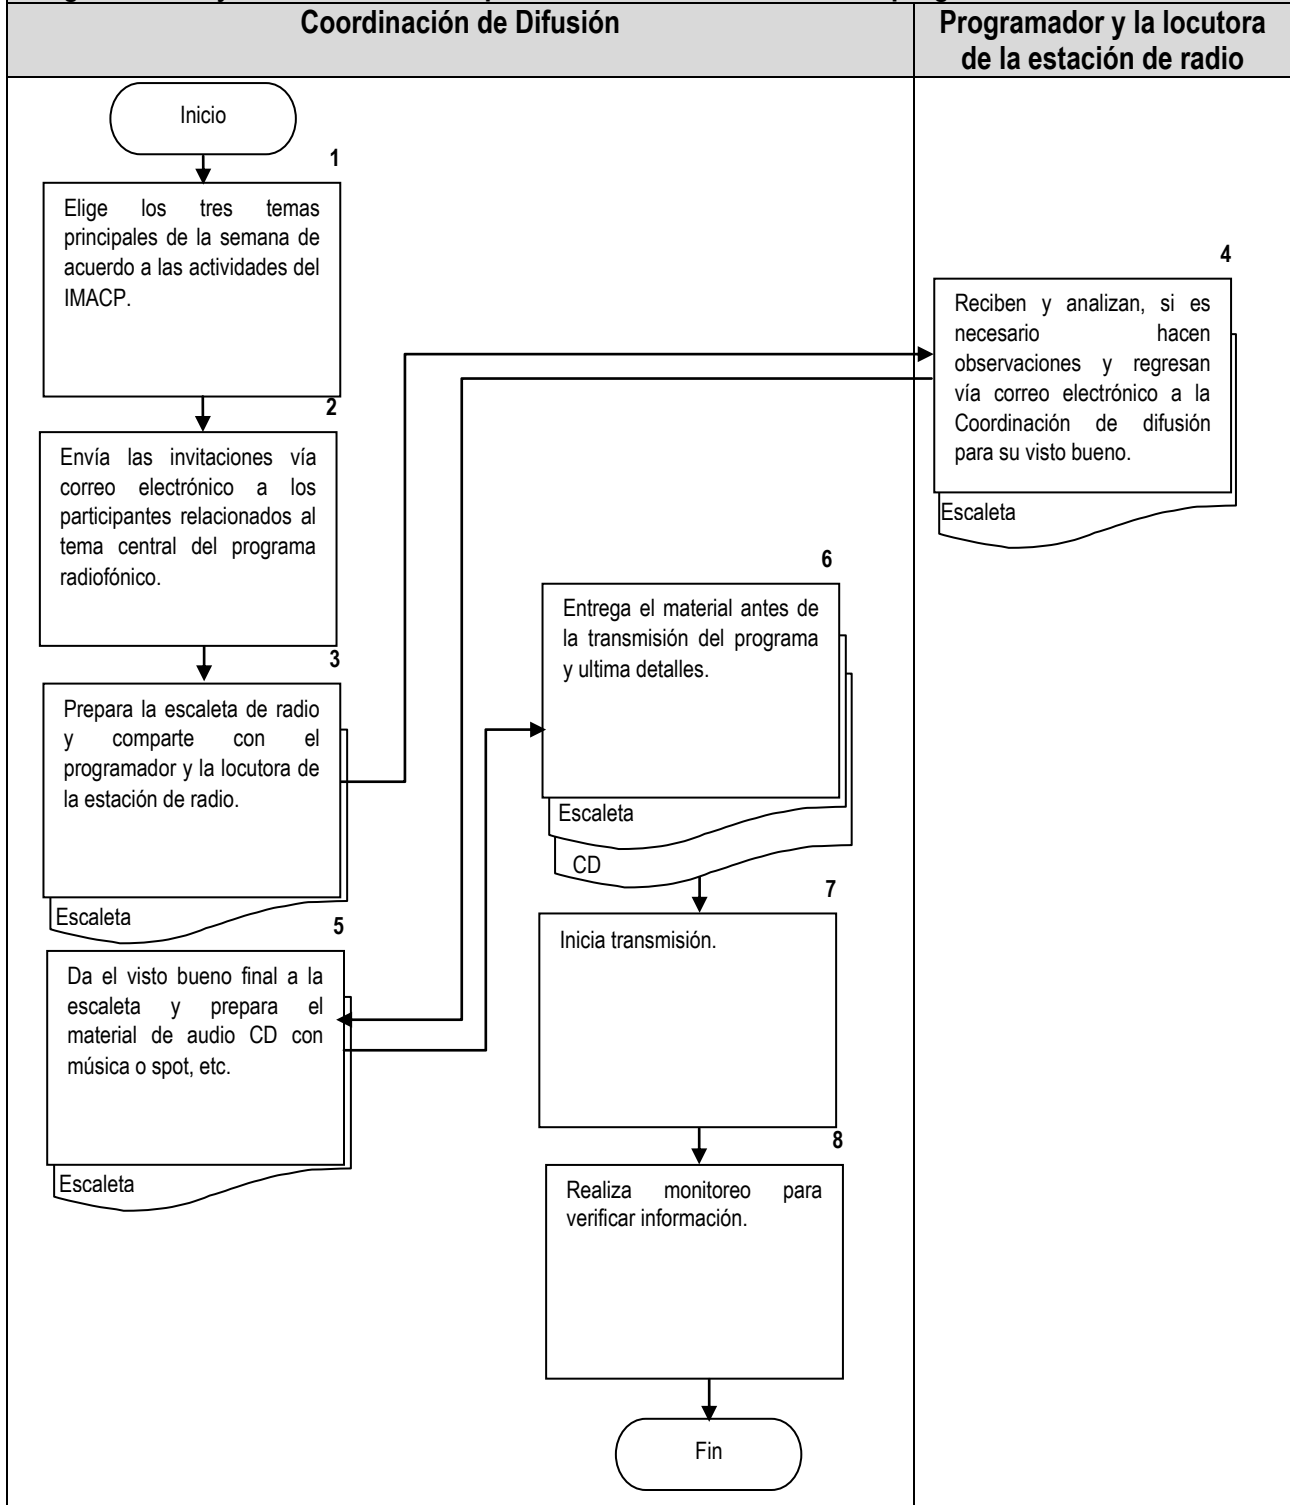 Coordinación de Difusión
Programador y la locutora
de la estación de radio
Inicio
1
Elige los tres temas
principales de la semana de
acuerdo a las actividades del
IMACP.
2
Envía las invitaciones vía
correo electrónico a los
participantes relacionados al
tema central del programa
radiofónico.
3
Prepara la escaleta de radio
y comparte con el
programador y la locutora de
la estación de radio.
Escaleta
4
Reciben y analizan, si es
necesario hacen
observaciones y regresan
vía correo electrónico a la
Coordinación de difusión
para su visto bueno.
Escaleta
5
Da el visto bueno final a la
escaleta y prepara el
material de audio CD con
música o spot, etc.
Escaleta
6
Entrega el material antes de
la transmisión del programa
y ultima detalles.
Escaleta
CD
7
Inicia transmisión.
8
Realiza monitoreo para
verificar información.
Fin